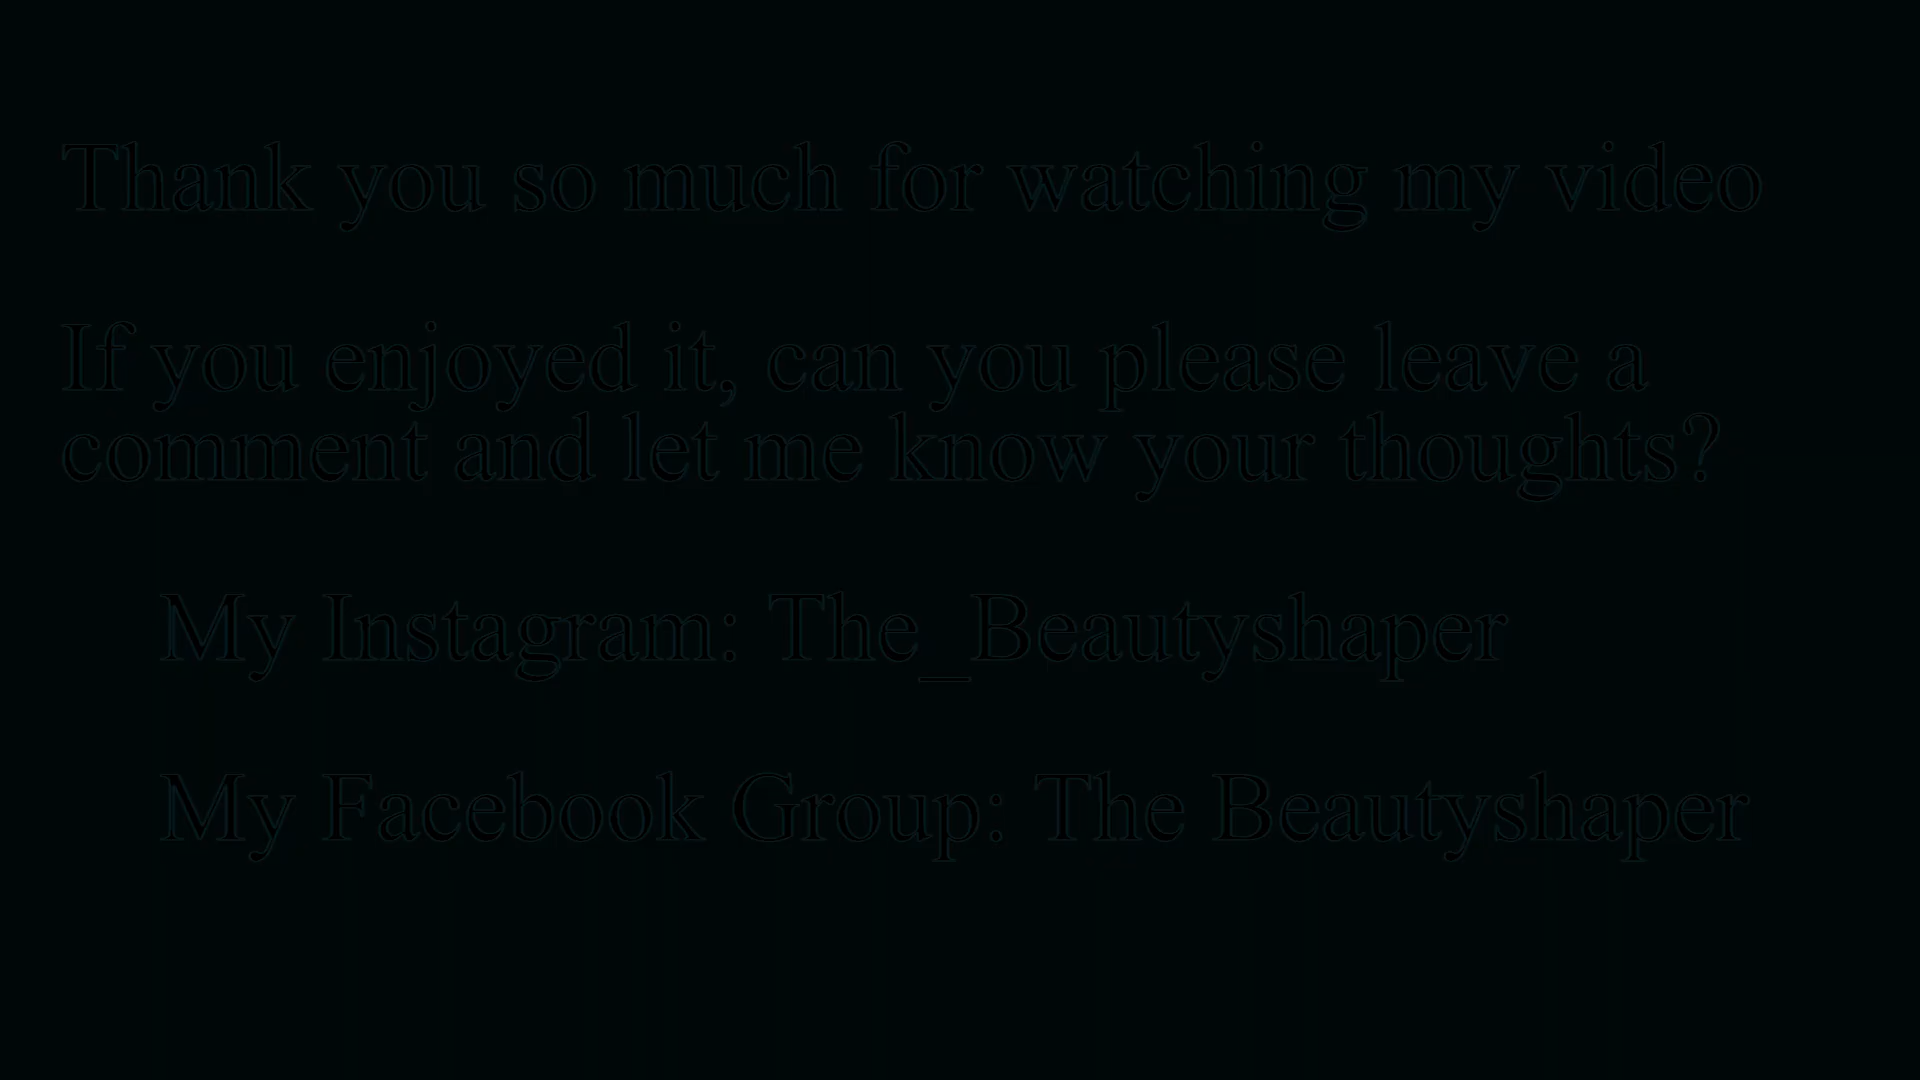 Thank you so much for watching my video
If you enjoyed it, can you please leave a
comment and let me know your thoughts?
My Instagram: The_Beautyshaper
My Facebook Group: The Beautyshaper